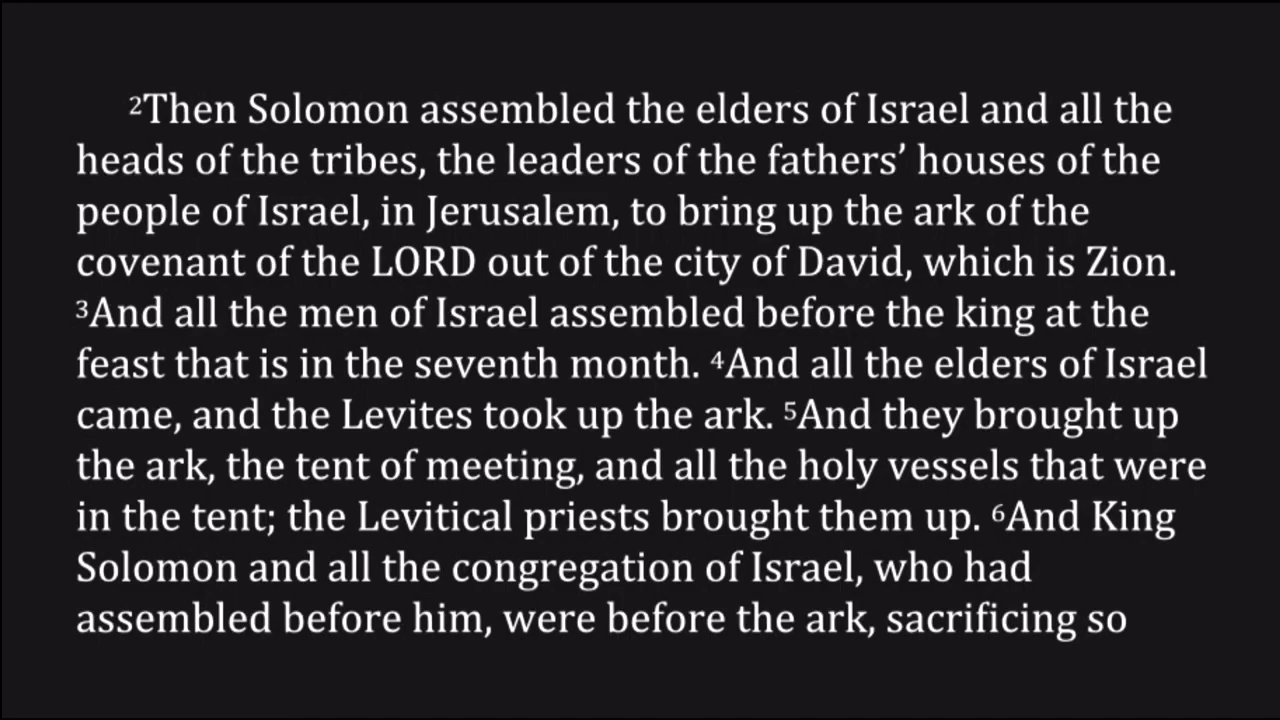 ²Then Solomon assembled the elders of Israel and all the
heads of the tribes, the leaders of the fathers’ houses of the
people of Israel, in Jerusalem, to bring up the ark of the
covenant of the LORD out of the city of David, which is Zion.
³And all the men of Israel assembled before the king at the
feast that is in the seventh month. ⁴And all the elders of Israel
came, and the Levites took up the ark. ⁵And they brought up
the ark, the tent of meeting, and all the holy vessels that were
in the tent; the Levitical priests brought them up. ⁶And King
Solomon and all the congregation of Israel, who had
assembled before him, were before the ark, sacrificing so